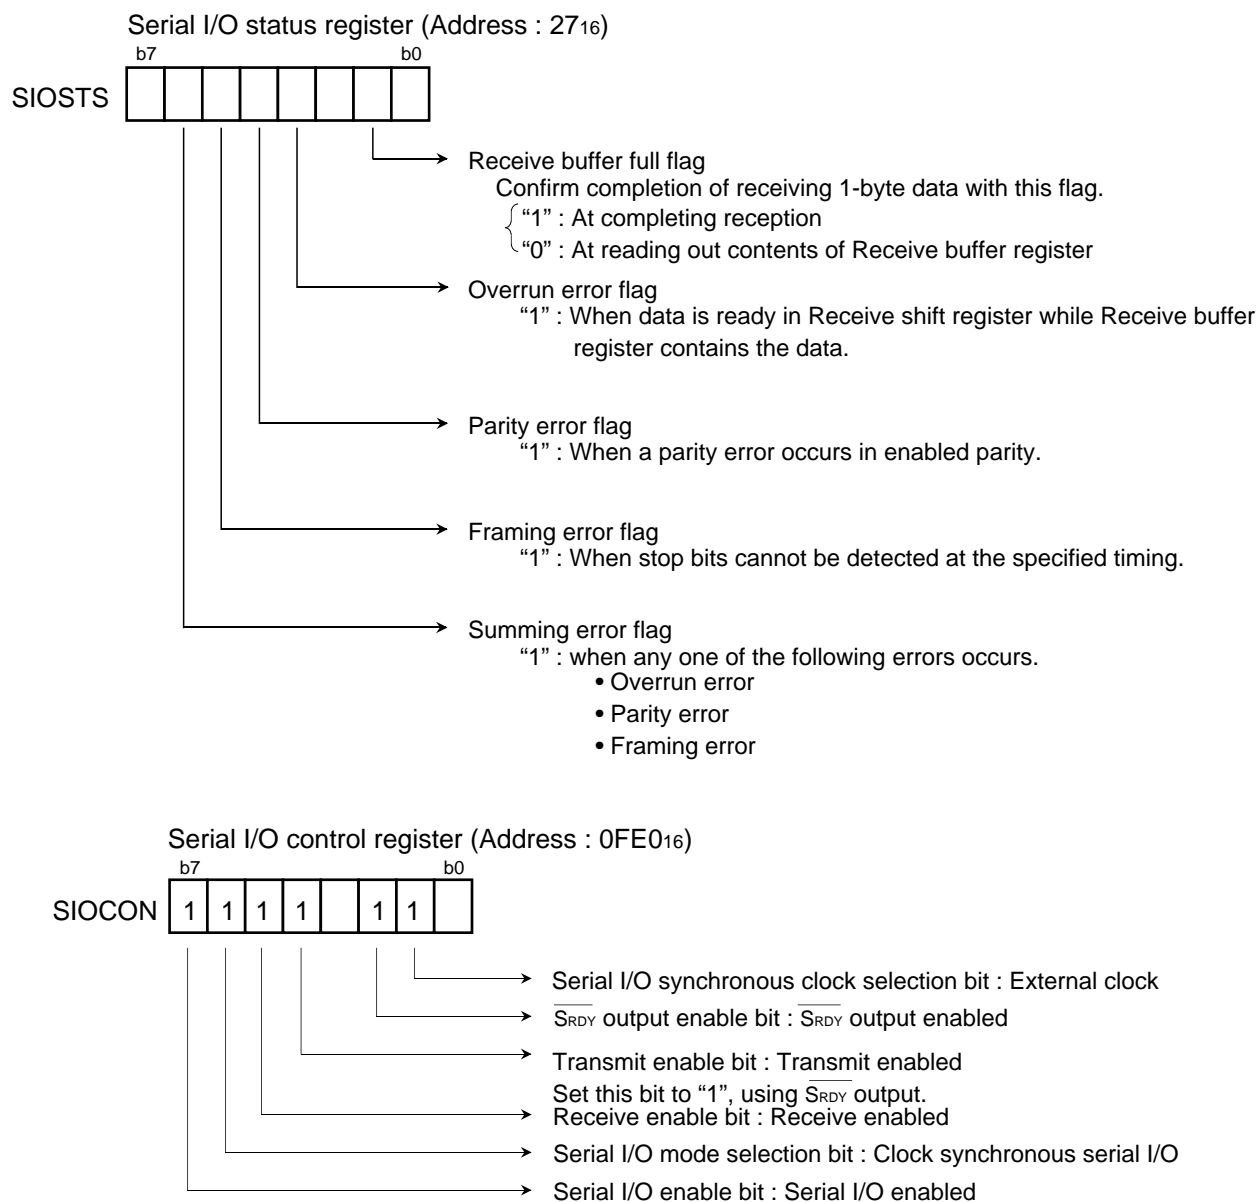 Serial I/O status register (Address : 2716)
b7 b0
SIOSTS
Receive buffer full flag
Confirm completion of receiving 1-byte data with this flag.
“1” : At completing reception
“0” : At reading out contents of Receive buffer register
Overrun error flag
“1” : When data is ready in Receive shift register while Receive buffer
register contains the data.
Parity error flag
“1” : When a parity error occurs in enabled parity.
Framing error flag
“1” : When stop bits cannot be detected at the specified timing.
Summing error flag
“1” : when any one of the following errors occurs.
• Overrun error
• Parity error
• Framing error
Serial I/O control register (Address : 0FE016)
b7 b0
SIOCON 1 1 1 1 1 1
Serial I/O synchronous clock selection bit : External clock
SRDY output enable bit : SRDY output enabled
Transmit enable bit : Transmit enabled
Set this bit to “1”, using SRDY output.
Receive enable bit : Receive enabled
Serial I/O mode selection bit : Clock synchronous serial I/O
Serial I/O enable bit : Serial I/O enabled